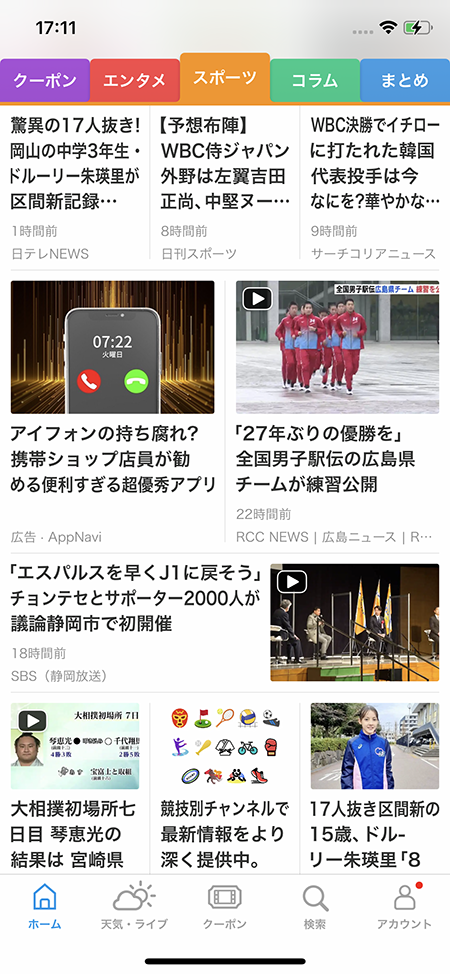 17:11
クーポン
エンタメ
スポーツ
コラム
まとめ
驚異の17人抜き!
岡山の中学3年生・
ドルーリー朱瑛里が
区間新記録…
1時間前
日テレNEWS
【予想布陣】
WBC侍ジャパン
外野は左翼吉田
正尚、中堅ヌー…
8時間前
日刊スポーツ
WBC決勝でイチロー
に打たれた韓国
代表投手は今
なにを?華やかな…
9時間前
サーチコリアニュース
07:22
火曜日
アイフォンの持ち腐れ?
携帯ショップ店員が勧
める便利すぎる超優秀アプリ
広告・AppNavi
全国男子駅伝広島県チーム 練習を公
「27年ぶりの優勝を」
全国男子駅伝の広島県
チームが練習公開
22時間前
RCC NEWS | 広島ニュース | R…
「エスパルスを早くJ1に戻そう」
チョンテセとサポーター2000人が
議論静岡市で初開催
18時間前
SBS（静岡放送）
大相撲初場所 7日
琴恵光
4勝3敗
千代翔馬
5勝2敗
宝富士と取組
大相撲初場所七
日目 琴恵光の
結果は 宮崎県
競技別チャンネルで
最新情報をより
深く提供中。
17人抜き区間新の
15歳、ドル-
リー朱瑛里「8
ホーム
天気・ライブ
クーポン
検索
アカウント